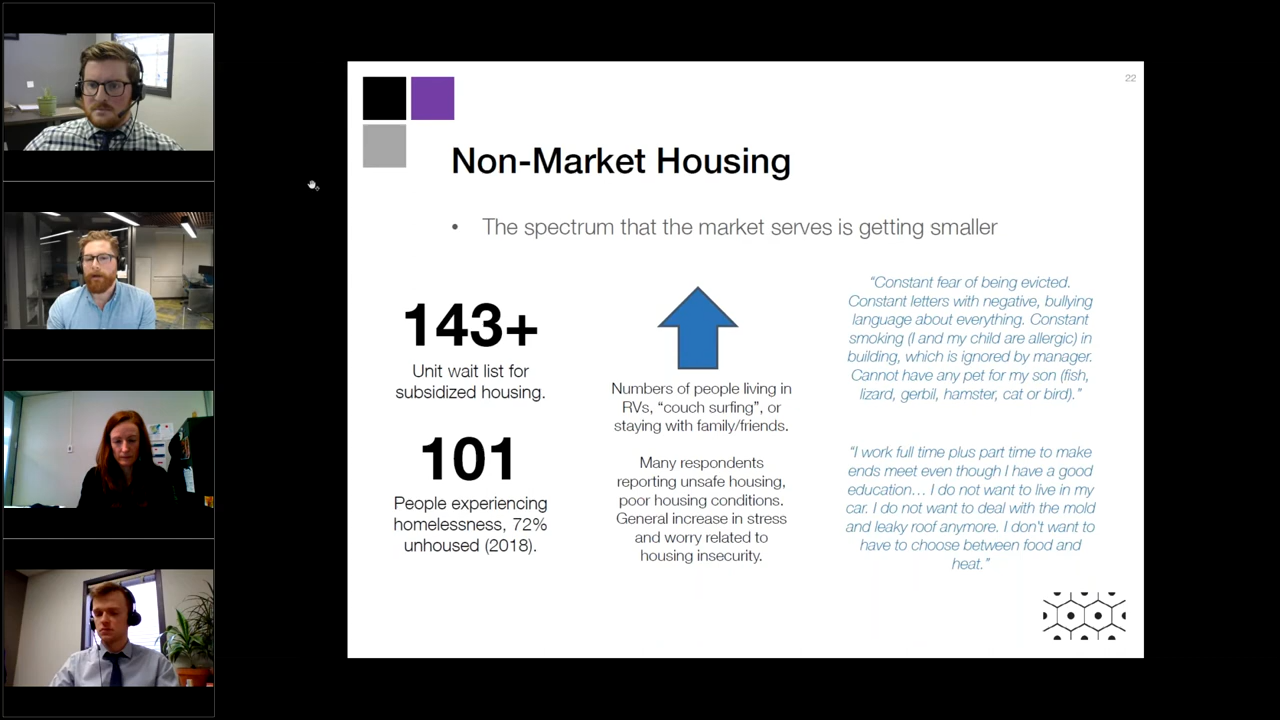 22
Non-Market Housing
• The spectrum that the market serves is getting smaller
143+
Unit wait list for
subsidized housing.
101
People experiencing
homelessness, 72%
unhoused (2018).
Numbers of people living in
RVs, “couch surfing”, or
staying with family/friends.
Many respondents
reporting unsafe housing,
poor housing conditions.
General increase in stress
and worry related to
housing insecurity.
“Constant fear of being evicted.
Constant letters with negative, bullying
language about everything. Constant
smoking (I and my child are allergic) in
building, which is ignored by manager.
Cannot have any pet for my son (fish,
lizard, gerbil, hamster, cat or bird).”
“I work full time plus part time to make
ends meet even though I have a good
education… I do not want to live in my
car. I do not want to deal with the mold
and leaky roof anymore. I don't want to
have to choose between food and
heat.”